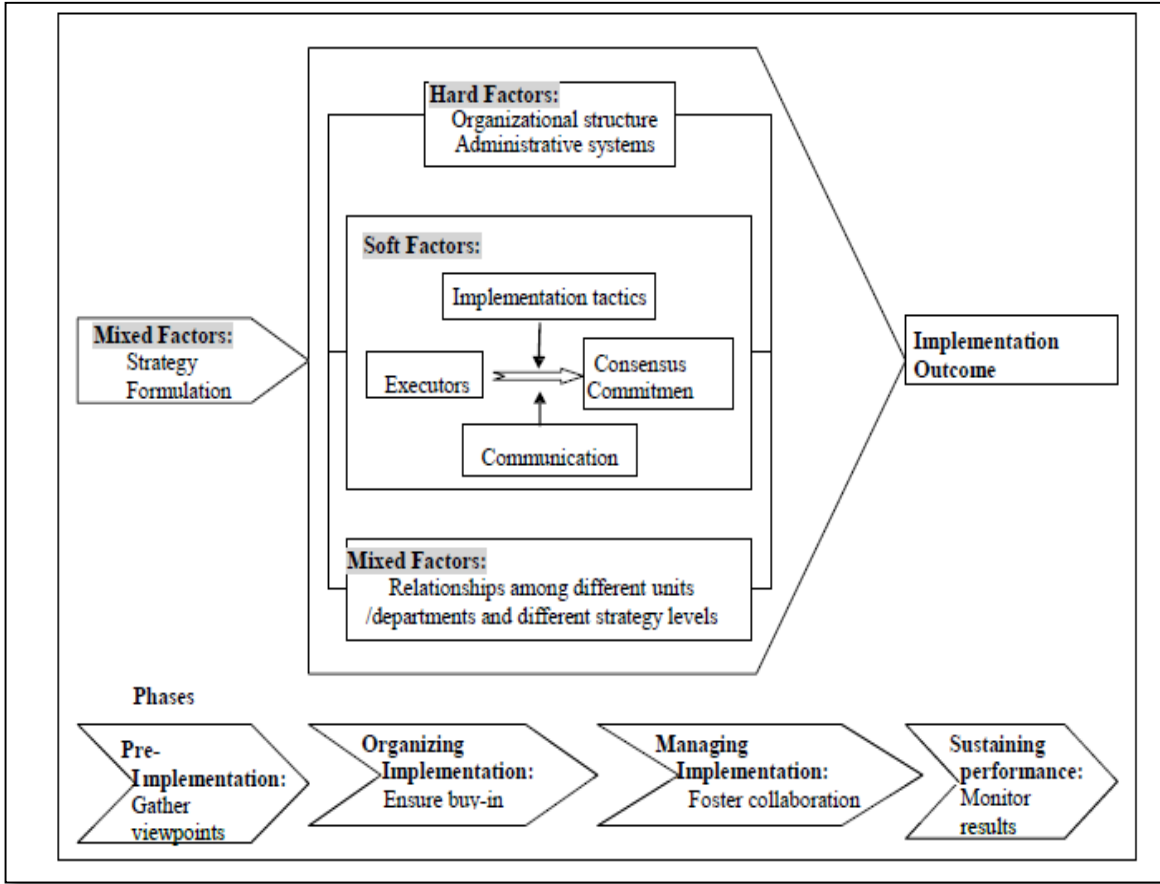 Hard Factors:
Organizational structure
Administrative systems
Soft Factors:
Implementation tactics
Mixed Factors:
Strategy
Formulation
Executors
Consensus
Commitmen
Communication
Implementation
Outcome
Mixed Factors:
Relationships among different units
/departments and different strategy levels
Phases
Pre-
Implementation:
Gather
viewpoints
Organizing
Implementation:
Ensure buy-in
Managing
Implementation:
Foster collaboration
Sustaining
performance:
Monitor
results